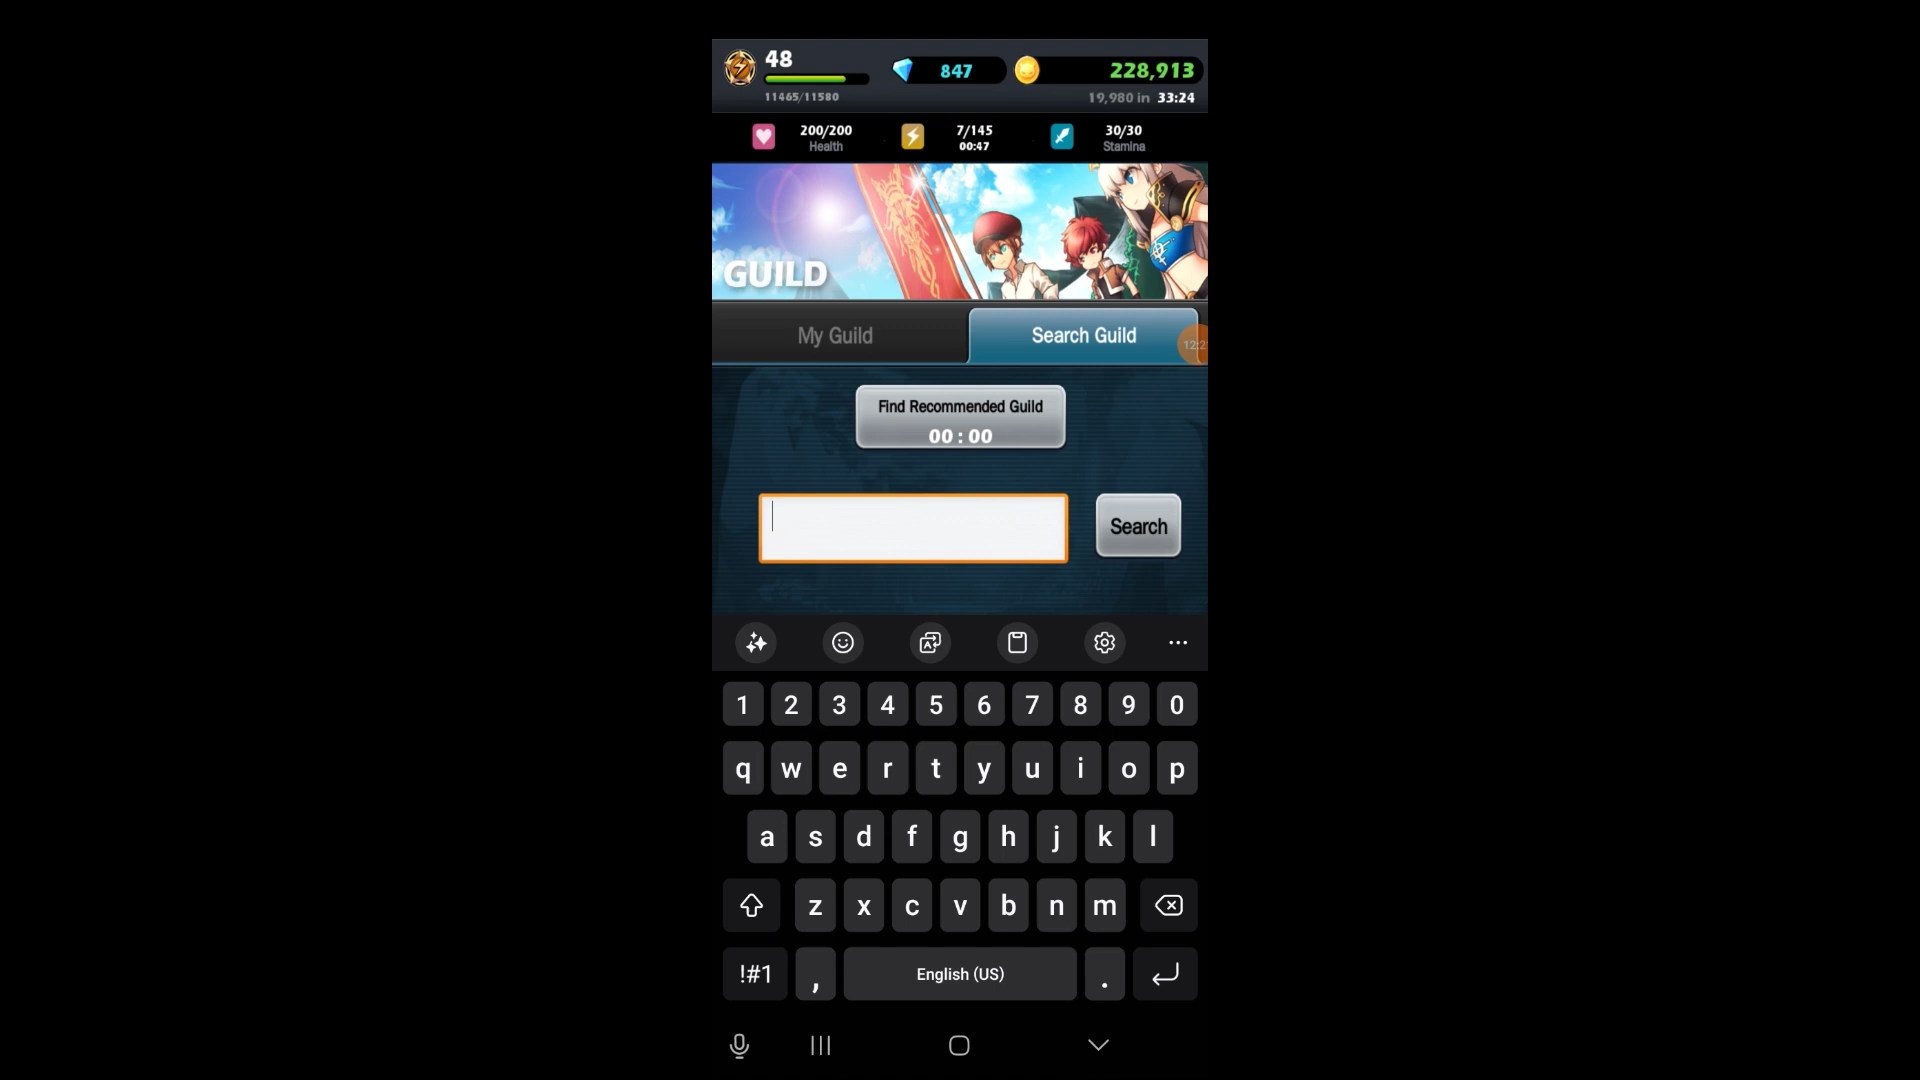 48
847
228,913
11465/11580
19,980 in 33:24
200/200
Health
7/145
00:47
30/30
Stamina
GUILD
My Guild
Search Guild
Find Recommended Guild
00 : 00
Search
1 2 3 4 5 6 7 8 9 0
q w e r t y u i o p
a s d f g h j k l
z x c v b n m
!#1 , English (US) .